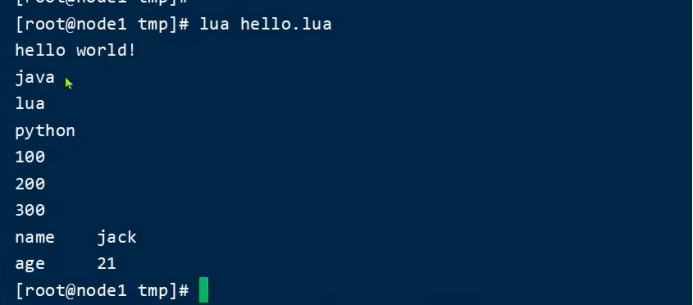 [root@node1 tmp]#
[root@node1 tmp]# lua hello.lua
hello world!
java
lua
python
100
200
300
name    jack
age     21
[root@node1 tmp]#